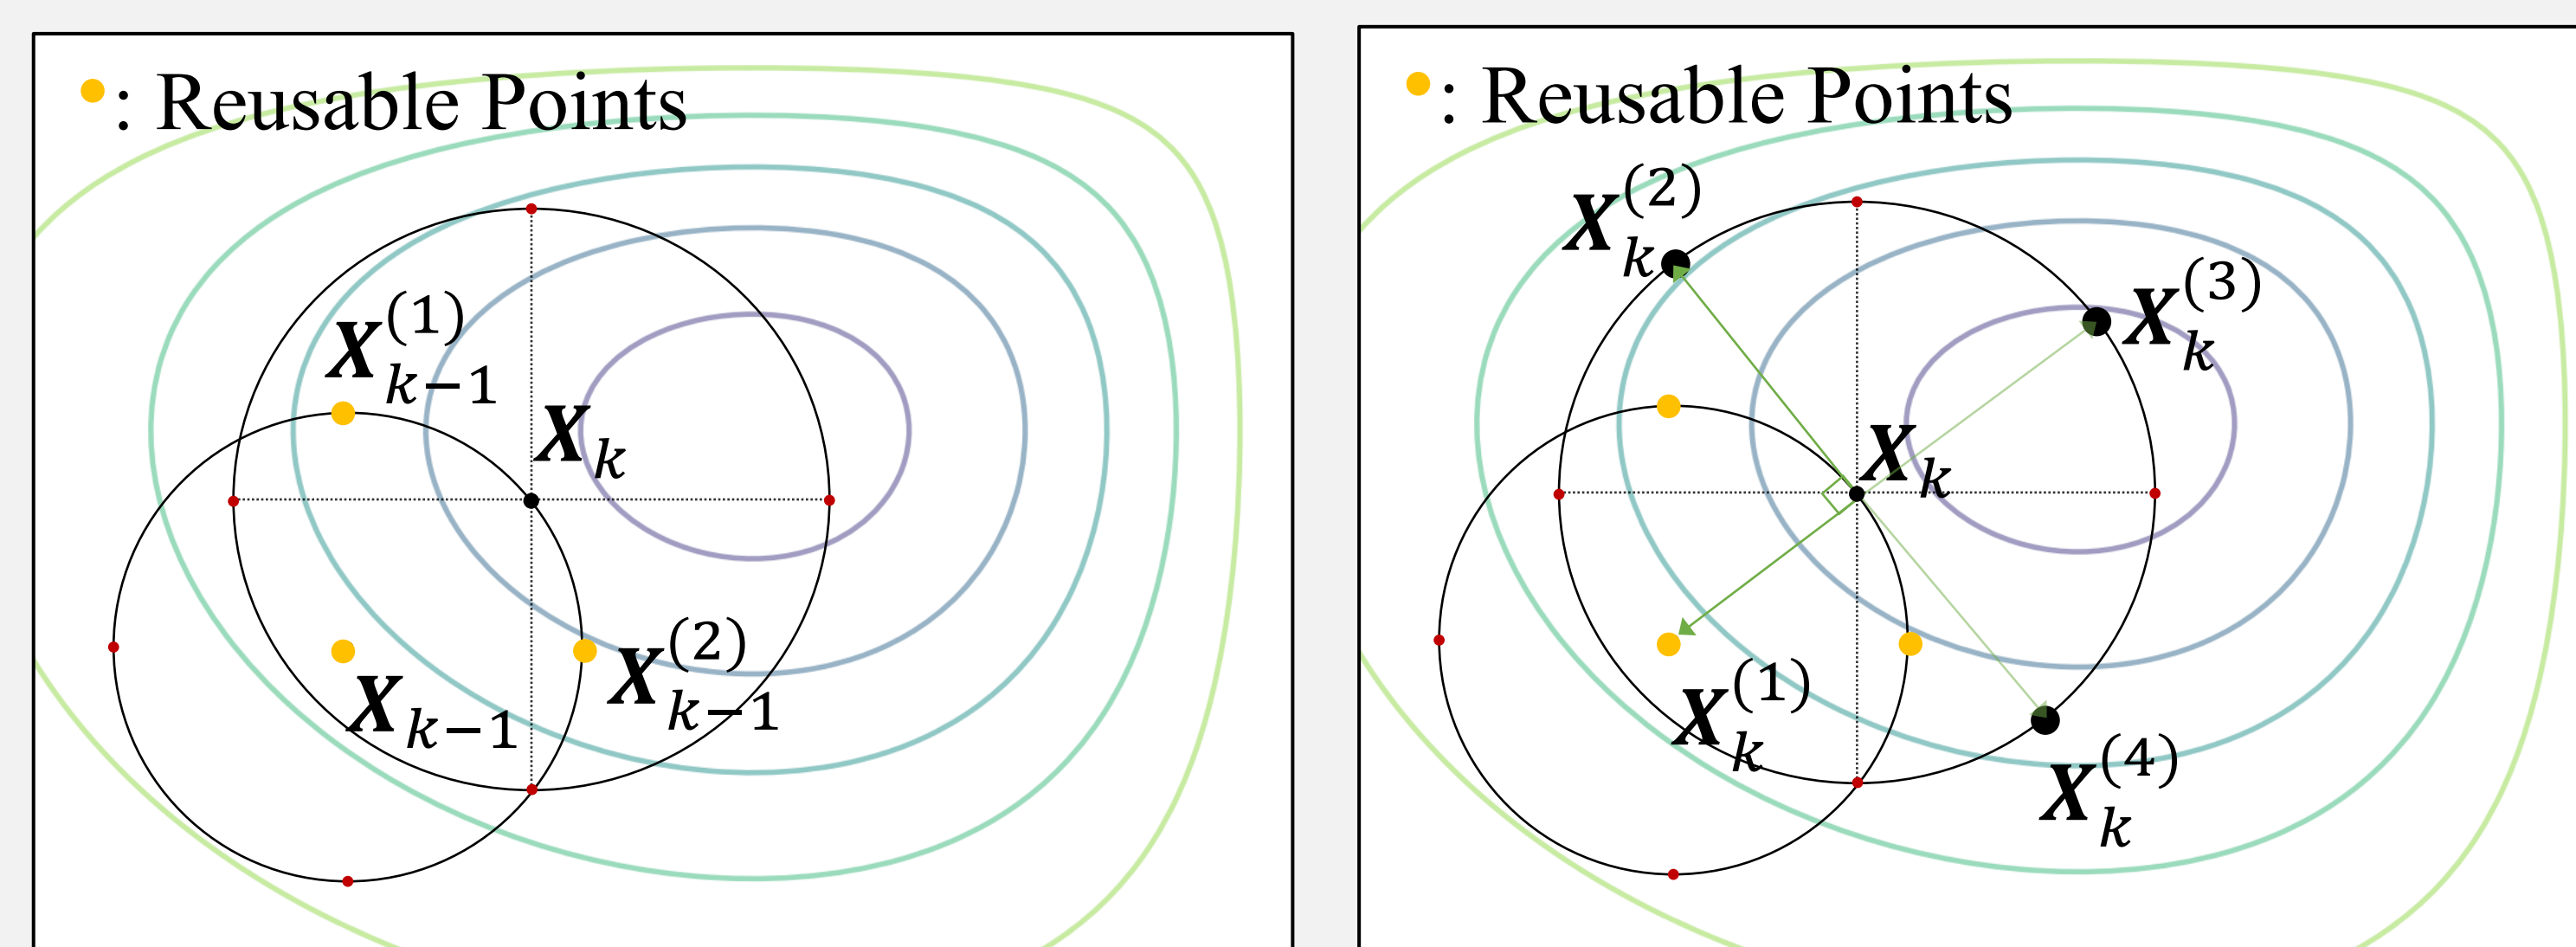 : Reusable Points
X_{k-1}^{(1)}
X_k
X_{k-1}^{(2)}
X_{k-1}
: Reusable Points
X_k^{(2)}
X_k^{(3)}
X_k
X_k^{(1)}
X_k^{(4)}